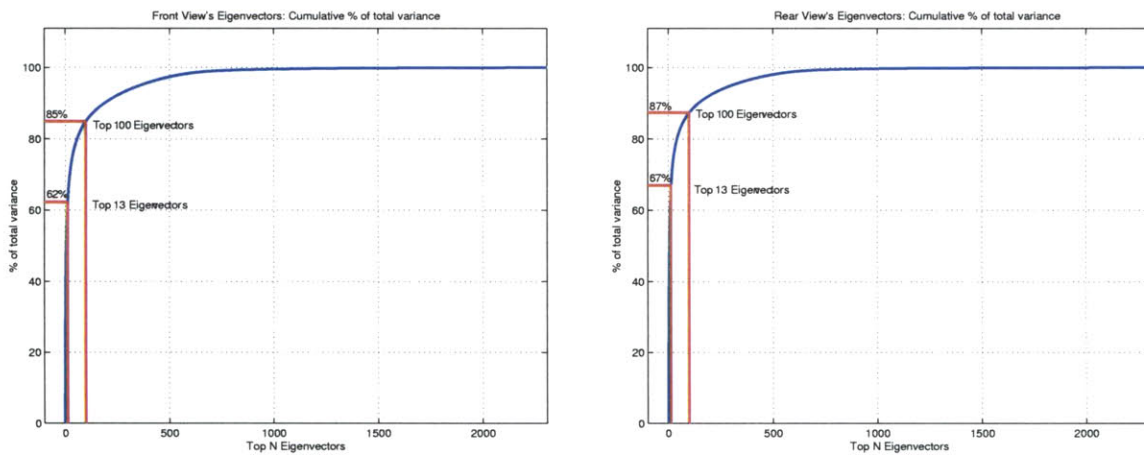 Front View's Eigenvectors: Cumulative % of total variance
100
85%
Top 100 Eigenvectors
80
62%
Top 13 Eigenvectors
60
40
20
0
% of total variance
0 500 1000 1500 2000
Top N Eigenvectors
Rear View's Eigenvectors: Cumulative % of total variance
100
87%
Top 100 Eigenvectors
80
67%
Top 13 Eigenvectors
60
40
20
0
% of total variance
0 500 1000 1500 2000
Top N Eigenvectors